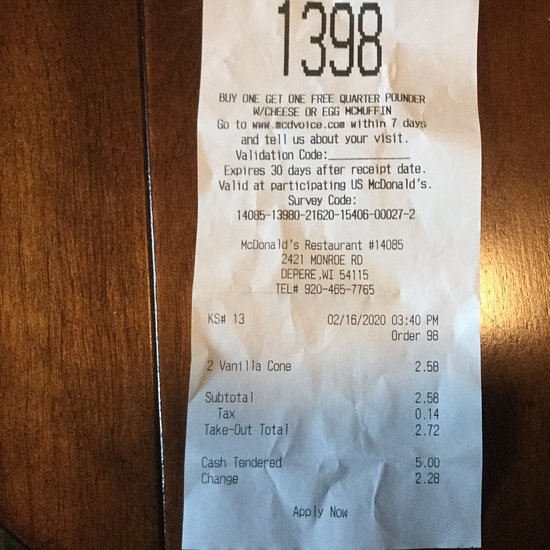 1398
BUY ONE GET ONE FREE QUARTER POUNDER
W/CHEESE OR EGG MCMUFFIN
Go to www.mcdvoice.com within 7 days
and tell us about your visit.
Validation Code:____________
Expires 30 days after receipt date.
Valid at participating US McDonald's.
Survey Code:
14085-13980-21620-15406-00027-2
McDonald's Restaurant #14085
2421 MONROE RD
DEPERE ,WI 54115
TEL# 920-465-7765
KS# 13 02/16/2020 03:40 PM
Order 98
2 Vanilla Cone 2.58
Subtotal 2.58
Tax 0.14
Take-Out Total 2.72
Cash Tendered 5.00
Change 2.28
Apply Now